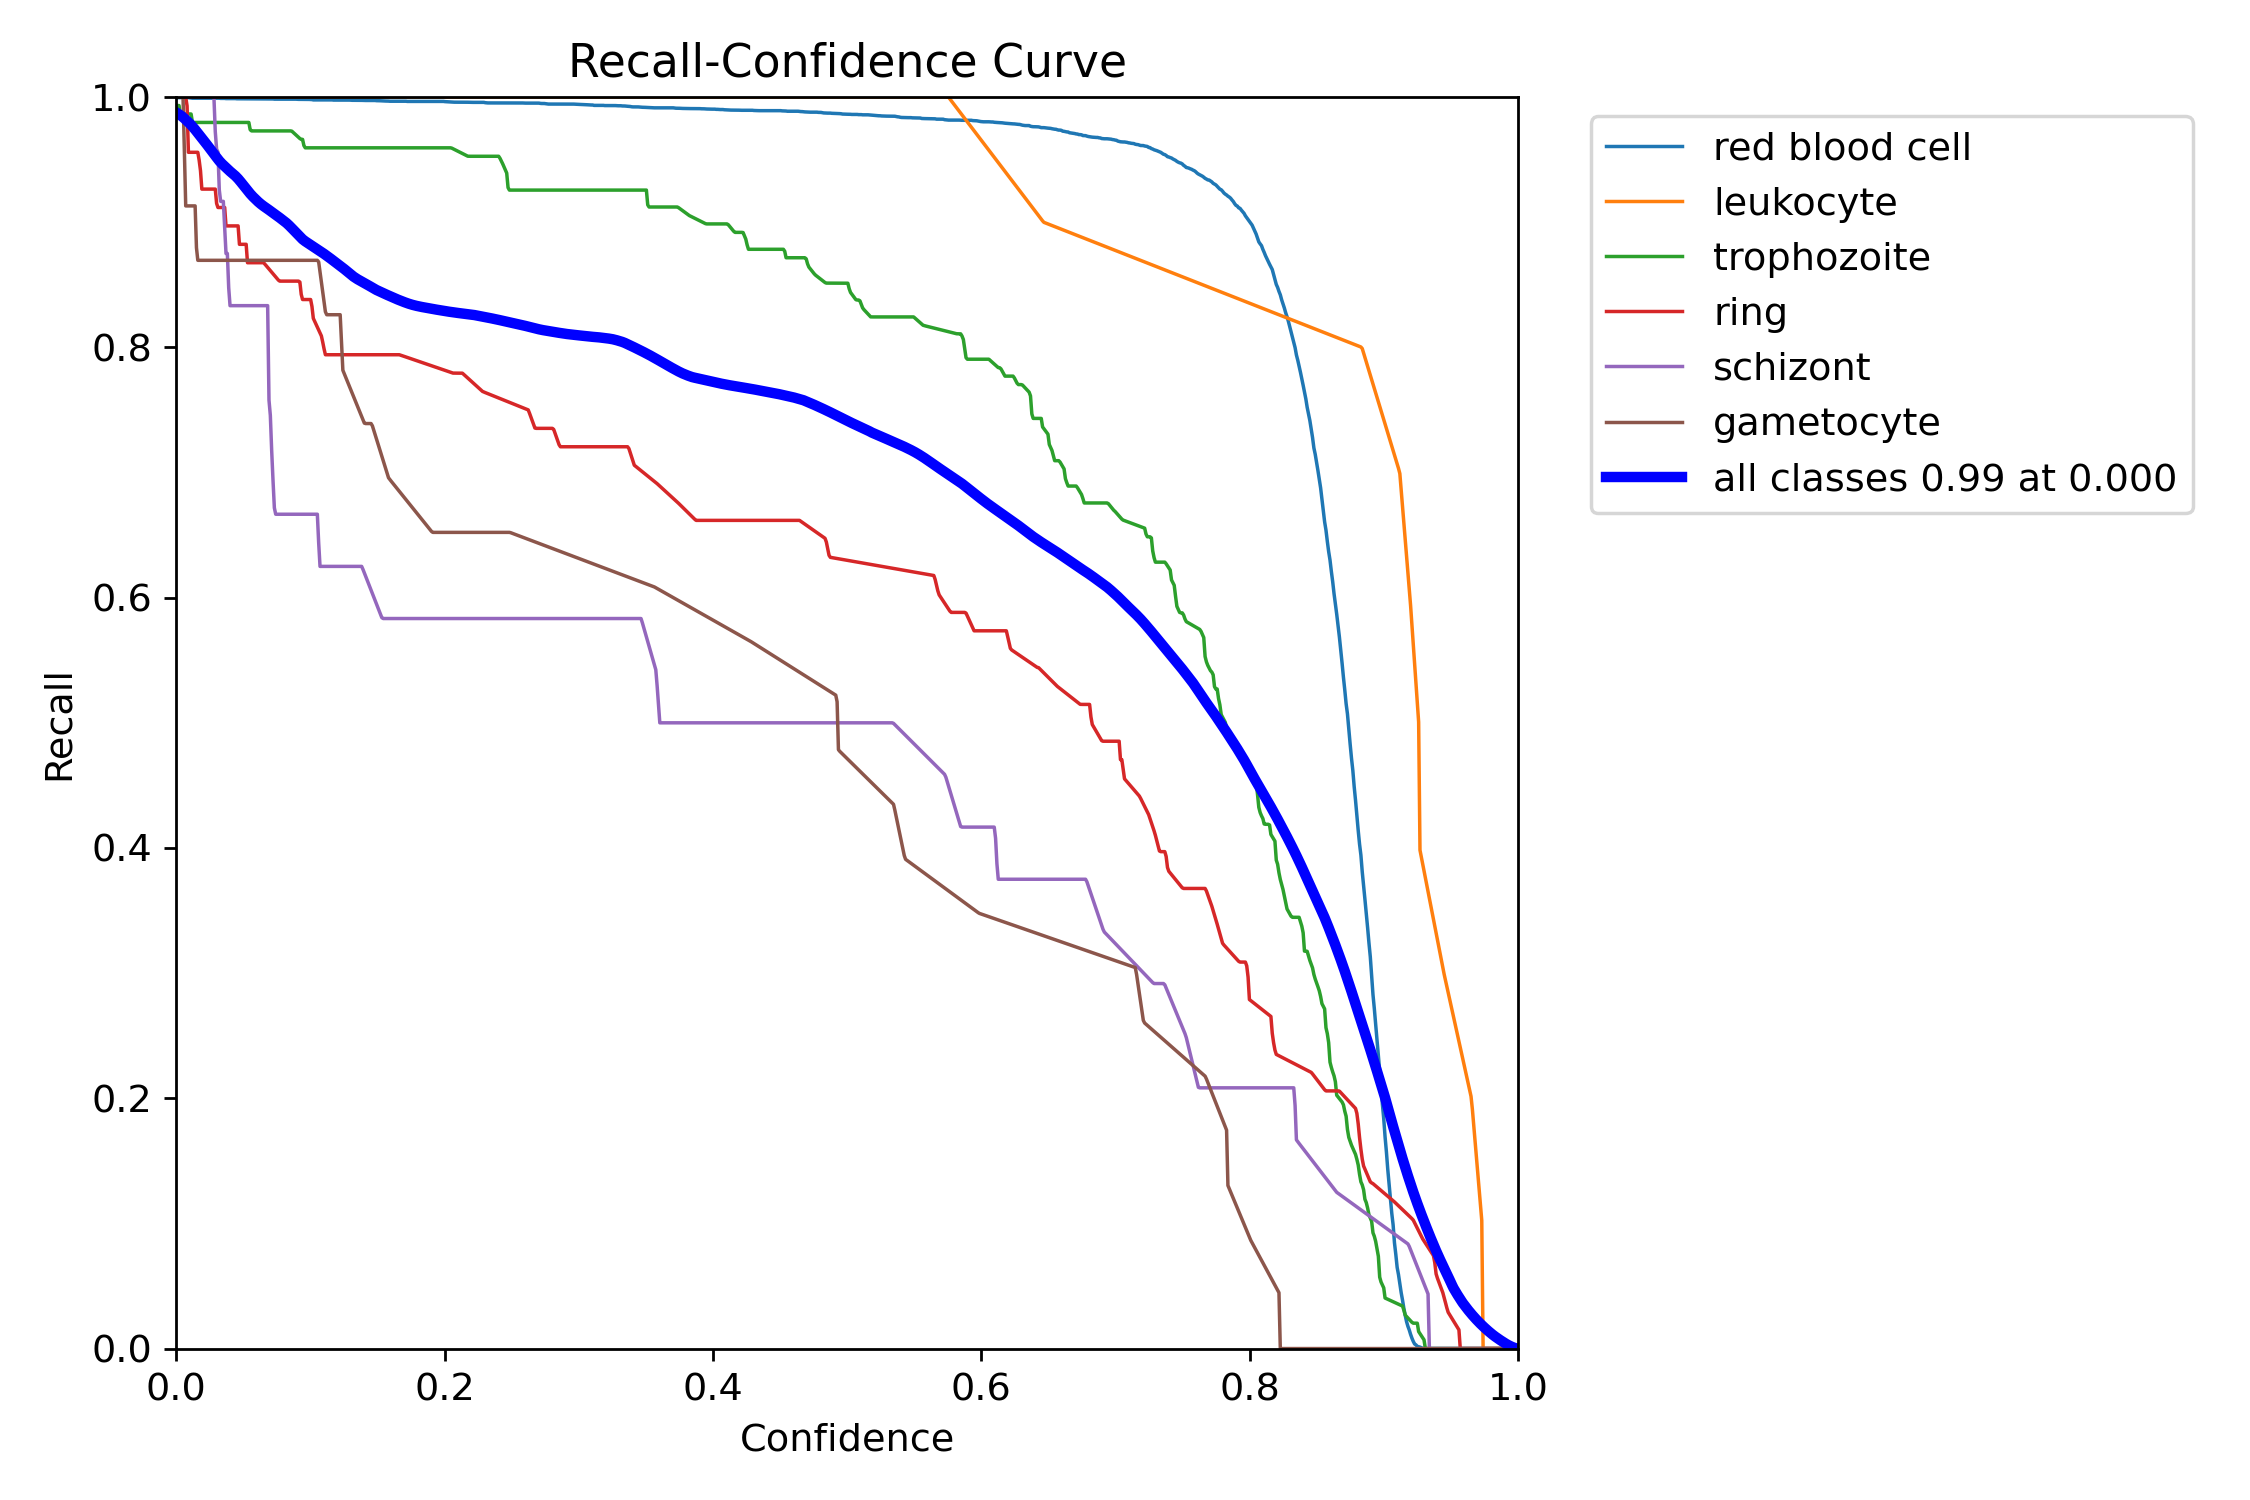 Recall-Confidence Curve
1.0
0.8
0.6
0.4
0.2
0.0
Recall
0.0 0.2 0.4 0.6 0.8 1.0
Confidence
red blood cell
leukocyte
trophozoite
ring
schizont
gametocyte
all classes 0.99 at 0.000